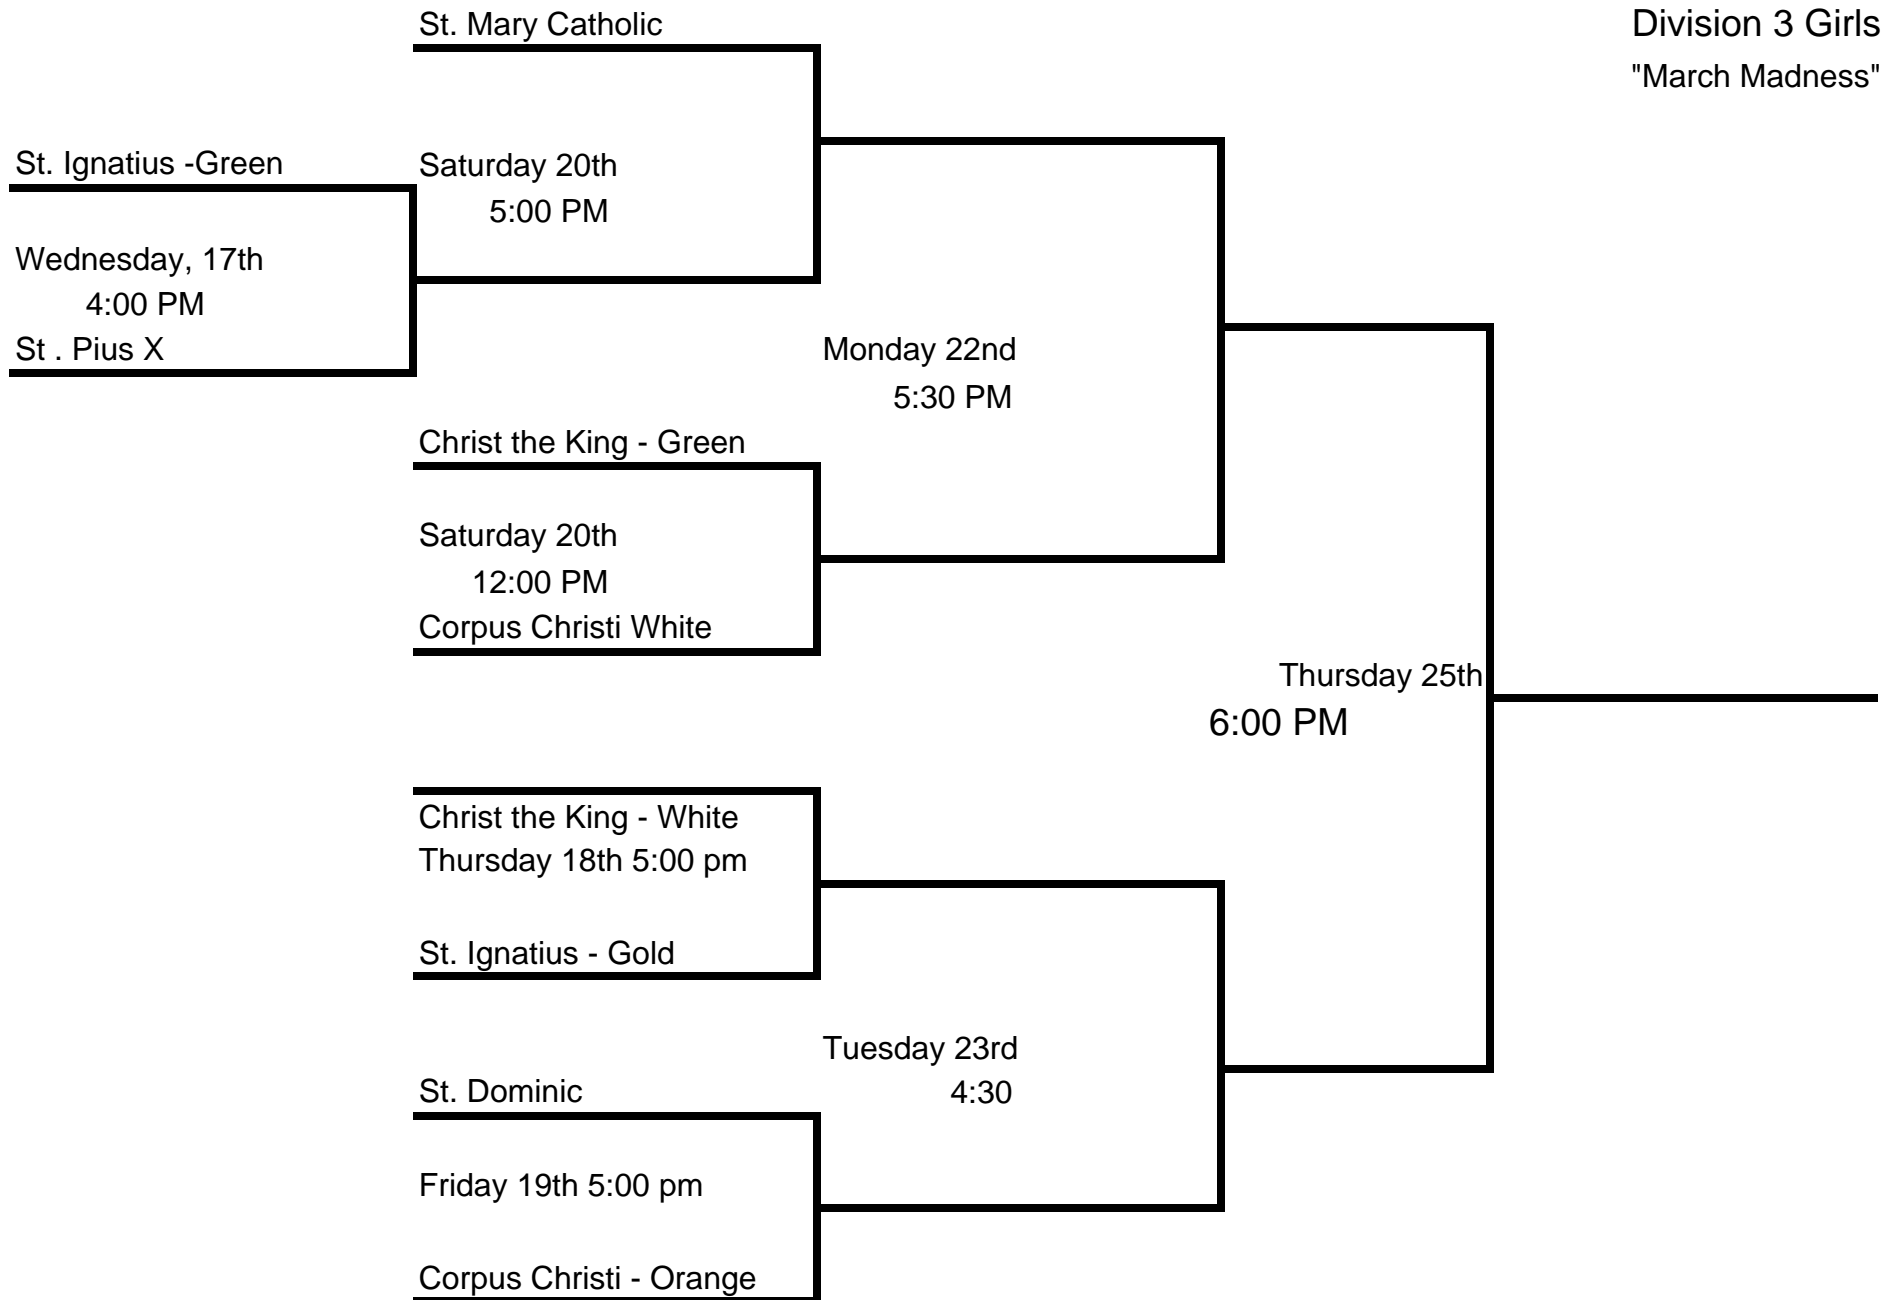 St. Mary Catholic
Division 3 Girls
"March Madness"
St. Ignatius -Green
Saturday 20th
5:00 PM
Wednesday, 17th
4:00 PM
St . Pius X
Monday 22nd
5:30 PM
Christ the King - Green
Saturday 20th
12:00 PM
Corpus Christi White
Thursday 25th
6:00 PM
Christ the King - White
Thursday 18th 5:00 pm
St. Ignatius - Gold
Tuesday 23rd
4:30
St. Dominic
Friday 19th 5:00 pm
Corpus Christi - Orange